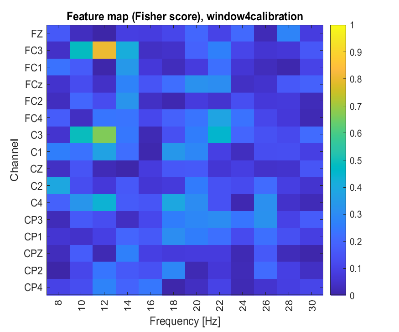 Feature map (Fisher score), window4calibration
FZ
FC3
FC1
FCz
FC2
FC4
C3
C1
CZ
C2
C4
CP3
CP1
CPZ
CP2
CP4
Channel
8 10 12 14 16 18 20 22 24 26 28 30
Frequency [Hz]
1
0.9
0.8
0.7
0.6
0.5
0.4
0.3
0.2
0.1
0